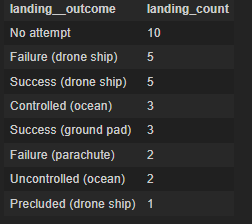 landing__outcome landing_count
No attempt 10
Failure (drone ship) 5
Success (drone ship) 5
Controlled (ocean) 3
Success (ground pad) 3
Failure (parachute) 2
Uncontrolled (ocean) 2
Precluded (drone ship) 1